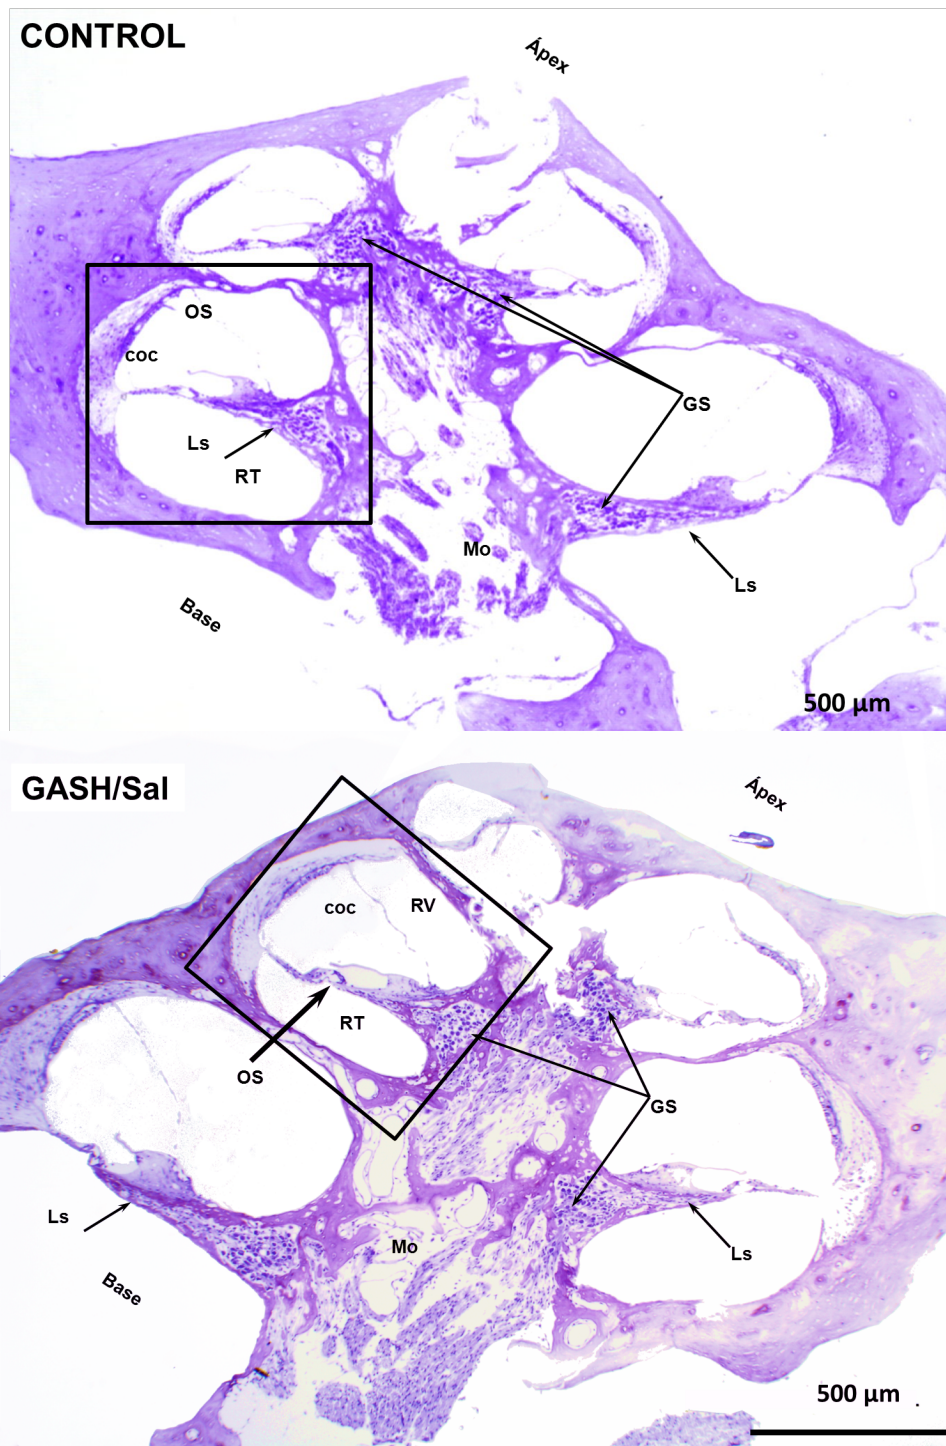 CONTROL
Ápex
OS
coc
GS
Ls
RT
Mo
Ls
Base
500 µm
GASH/Sal
Ápex
coc
RV
RT
OS
GS
Ls
Mo
Ls
Base
500 µm